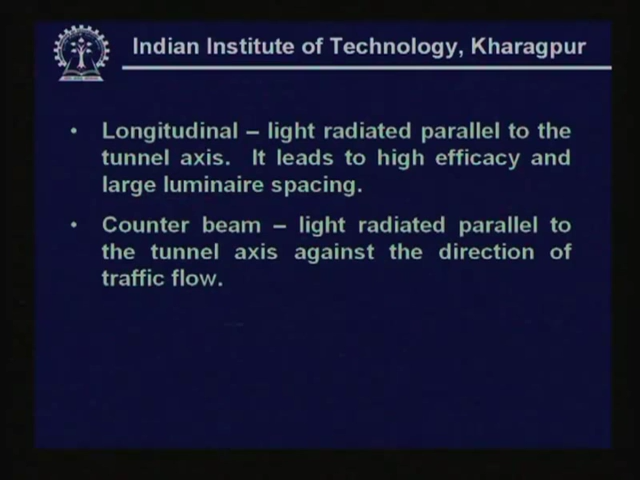 Indian Institute of Technology, Kharagpur
• Longitudinal – light radiated parallel to the
tunnel axis. It leads to high efficacy and
large luminaire spacing.
• Counter beam – light radiated parallel to
the tunnel axis against the direction of
traffic flow.